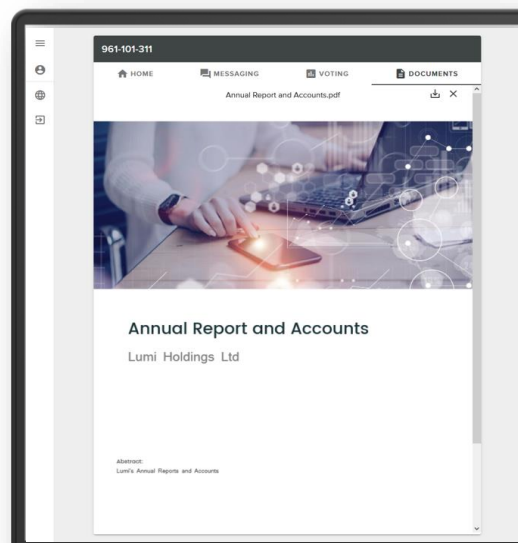 961-101-311
HOME MESSAGING VOTING DOCUMENTS
Annual Report and Accounts.pdf
Annual Report and Accounts
Lumi Holdings Ltd
Abstract:
Lumi's Annual Reports and Accounts